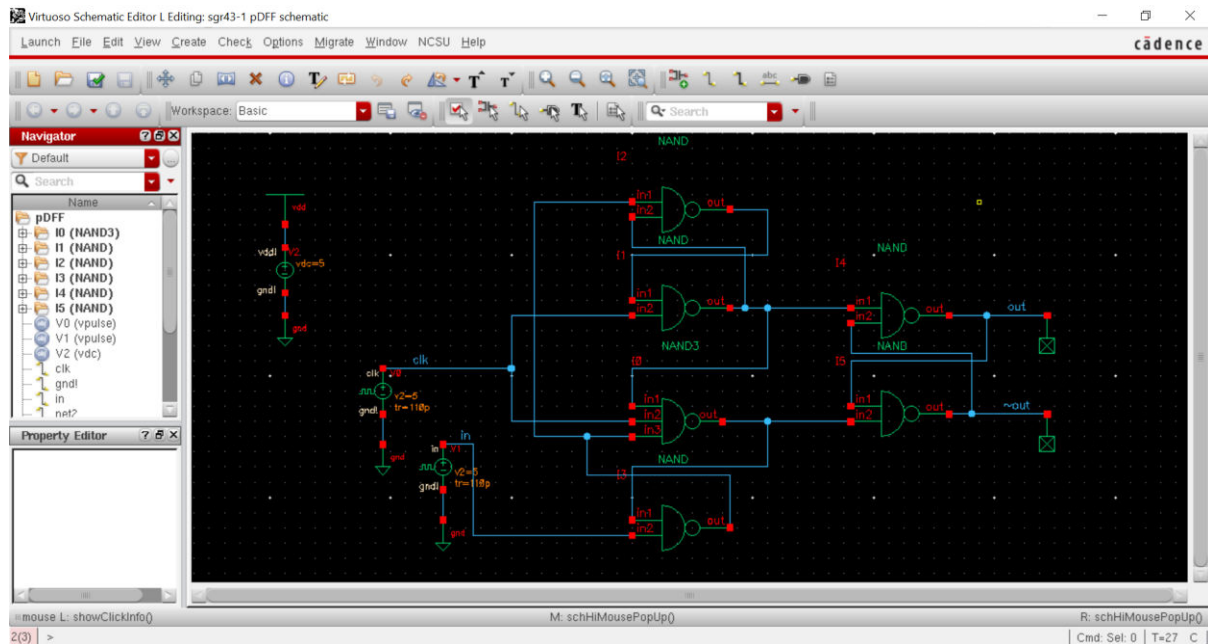 Virtuoso Schematic Editor L Editing: sgr43-1 pDFF schematic
Launch File Edit View Create Check Options Migrate Window NCSU Help
cādence
Workspace: Basic
Search
Navigator
Default
Search
Name
pDFF
I0 (NAND3)
I1 (NAND)
I2 (NAND)
I3 (NAND)
I4 (NAND)
I5 (NAND)
V0 (vpulse)
V1 (vpulse)
V2 (vdc)
clk
gnd!
in
net2
Property Editor
vdd
vdd!
V2
vdc=5
gnd!
gnd
clk
clk
V0
v2=5
tr=110p
gnd!
gnd
in
in
V1
v2=5
tr=110p
gnd!
gnd
NAND
I2
in1
in2
out
NAND
I1
in1
in2
out
NAND3
I0
in1
in2
in3
out
NAND
I3
in1
in2
out
NAND
I4
in1
in2
out
out
NAND
I5
in1
in2
out
~out
mouse L: showClickInfo()
M: schHiMousePopUp()
R: schHiMousePopUp()
2(3) >
Cmd: Sel: 0 T=27 C